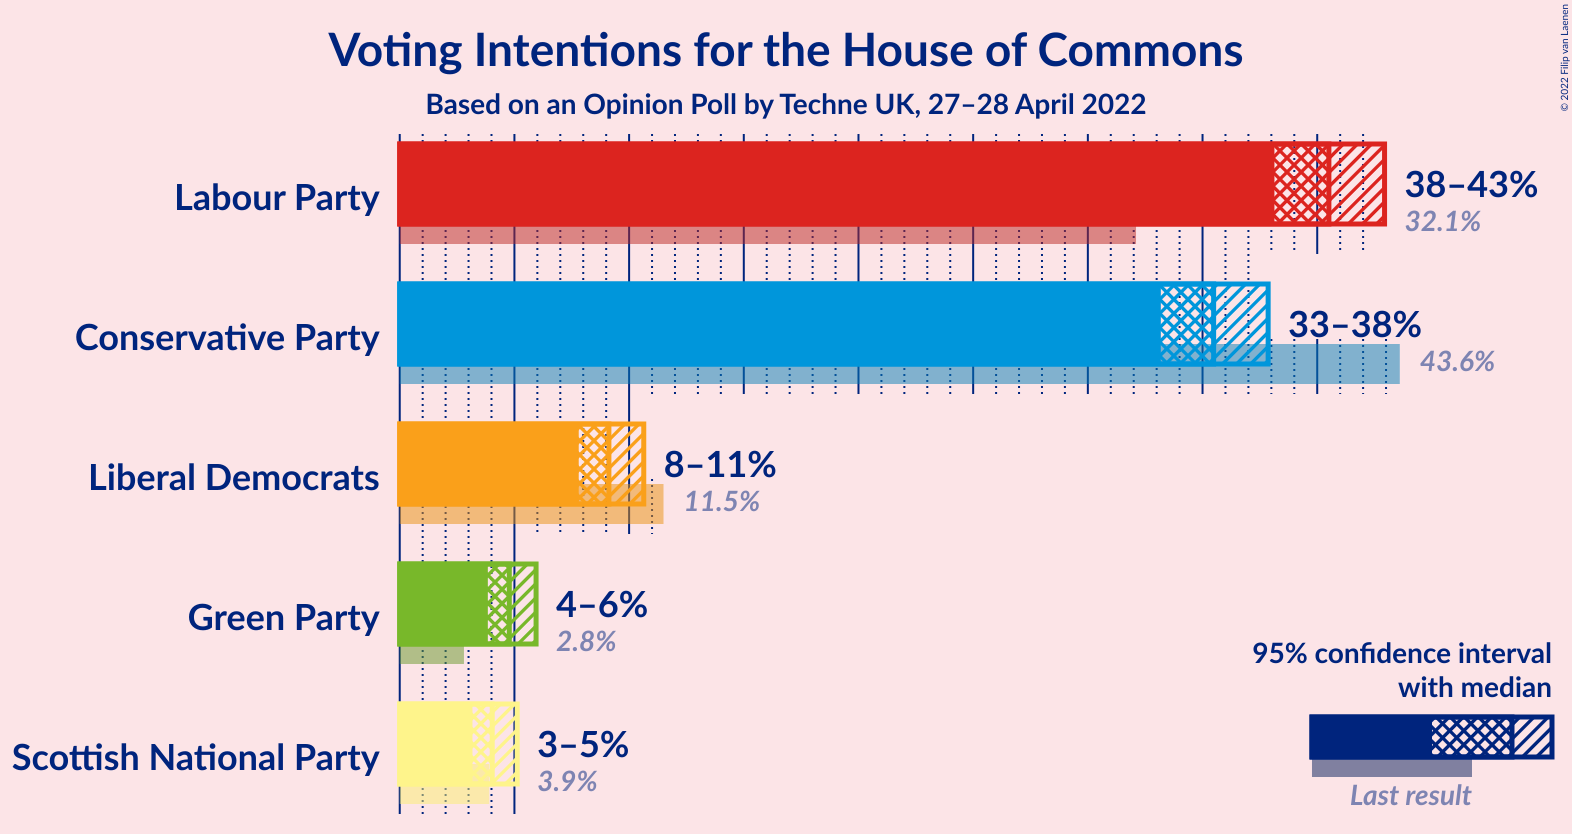 Voting Intentions for the House of Commons
Based on an Opinion Poll by Techne UK, 27–28 April 2022
© 2022 Filip van Laenen
Labour Party
38–43%
32.1%
Conservative Party
33–38%
43.6%
Liberal Democrats
8–11%
11.5%
Green Party
4–6%
2.8%
Scottish National Party
3–5%
3.9%
95% confidence interval
with median
Last result